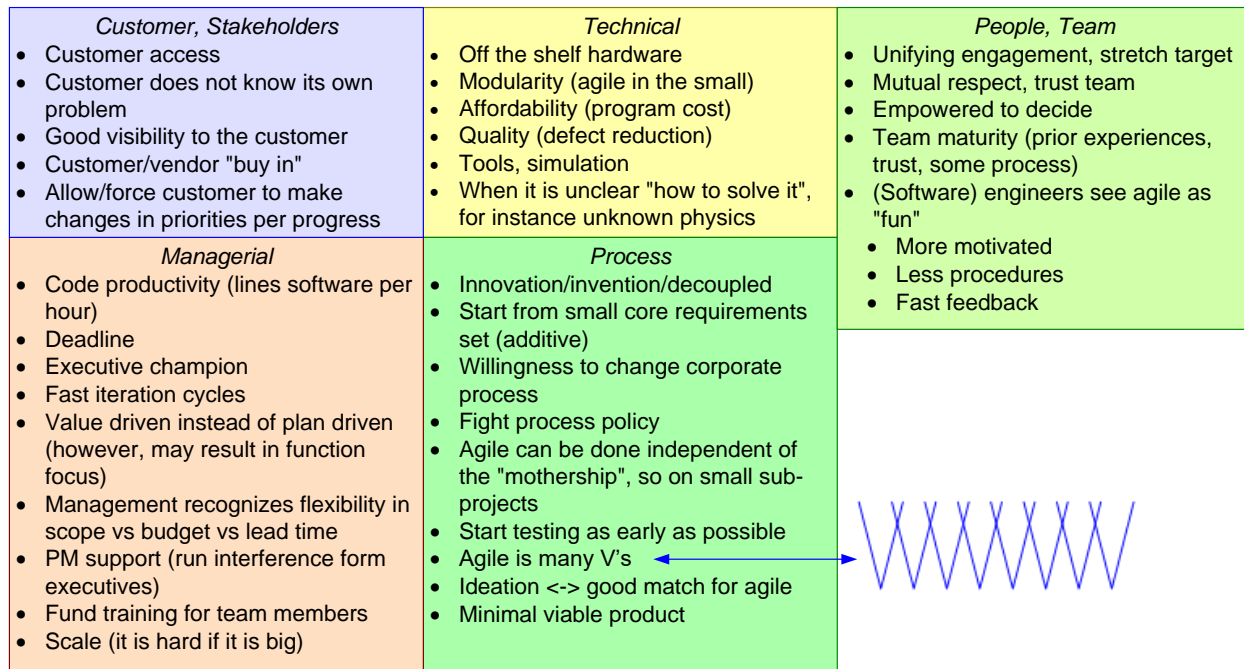 Customer, Stakeholders
• Customer access
• Customer does not know its own
problem
• Good visibility to the customer
• Customer/vendor "buy in"
• Allow/force customer to make
changes in priorities per progress
Technical
• Off the shelf hardware
• Modularity (agile in the small)
• Affordability (program cost)
• Quality (defect reduction)
• Tools, simulation
• When it is unclear "how to solve it",
for instance unknown physics
People, Team
• Unifying engagement, stretch target
• Mutual respect, trust team
• Empowered to decide
• Team maturity (prior experiences,
trust, some process)
• (Software) engineers see agile as
"fun"
• More motivated
• Less procedures
• Fast feedback
Managerial
• Code productivity (lines software per
hour)
• Deadline
• Executive champion
• Fast iteration cycles
• Value driven instead of plan driven
(however, may result in function
focus)
• Management recognizes flexibility in
scope vs budget vs lead time
• PM support (run interference form
executives)
• Fund training for team members
• Scale (it is hard if it is big)
Process
• Innovation/invention/decoupled
• Start from small core requirements
set (additive)
• Willingness to change corporate
process
• Fight process policy
• Agile can be done independent of
the "mothership", so on small sub-
projects
• Start testing as early as possible
• Agile is many V's
• Ideation <-> good match for agile
• Minimal viable product